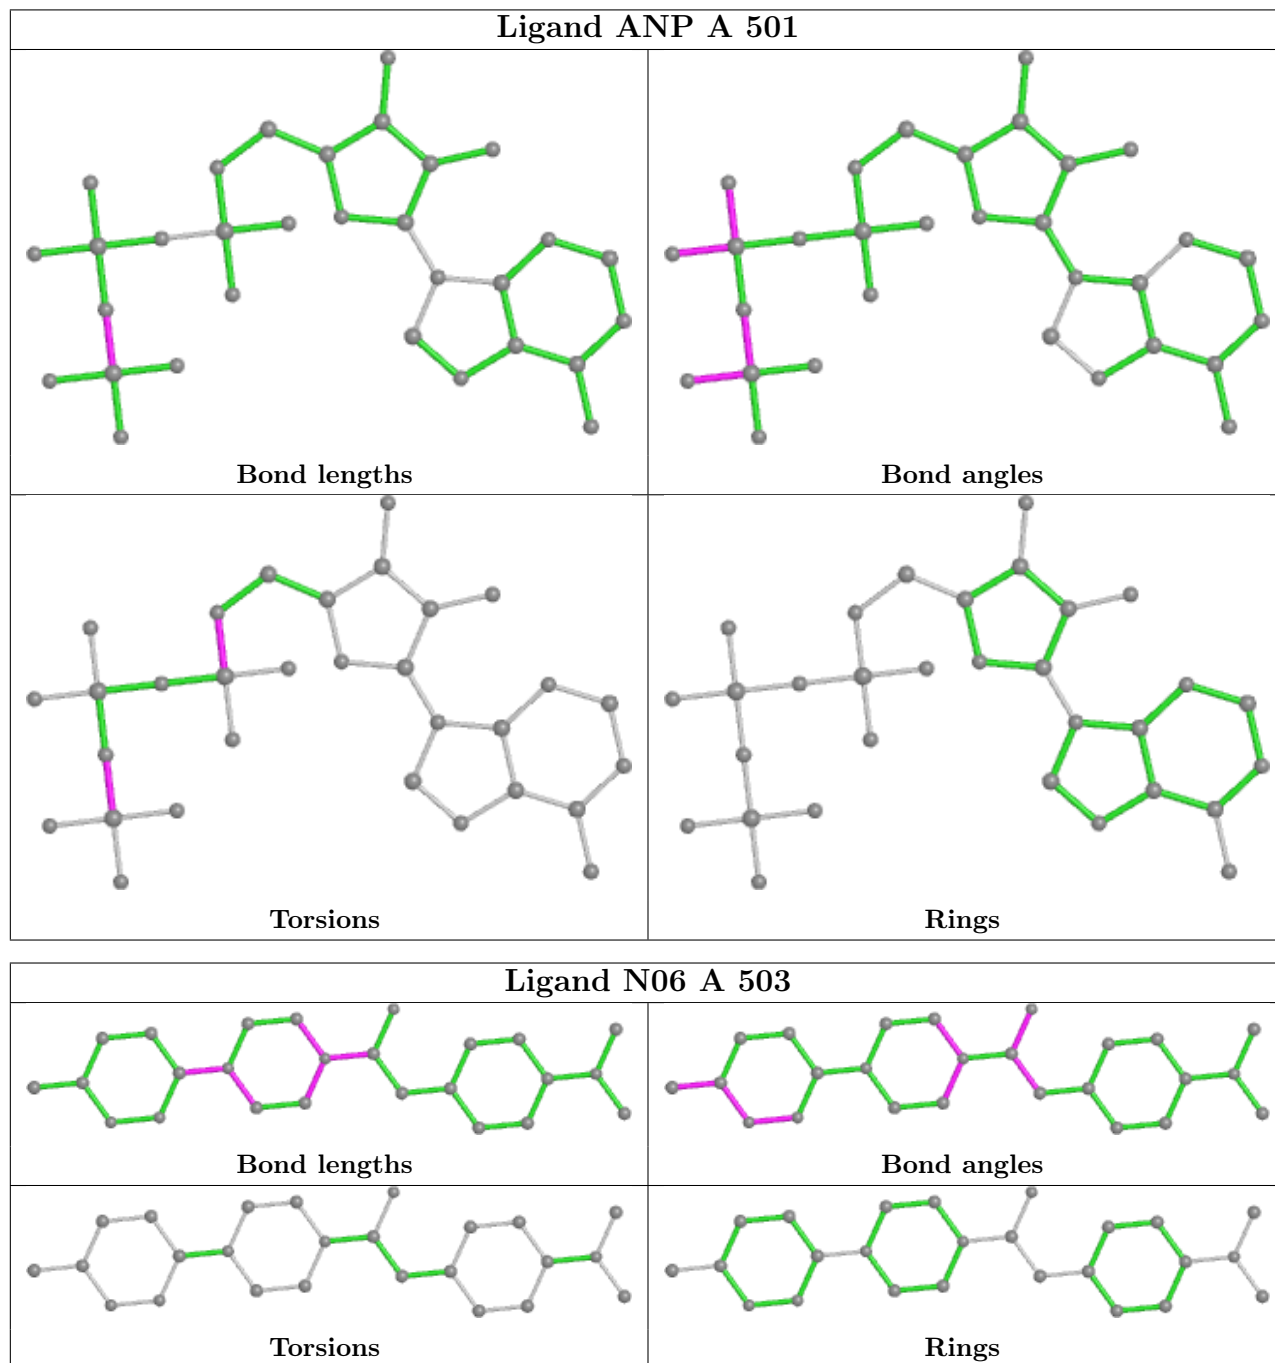 Ligand ANP A 501
Bond lengths
Bond angles
Torsions
Rings
Ligand N06 A 503
Bond lengths
Bond angles
Torsions
Rings